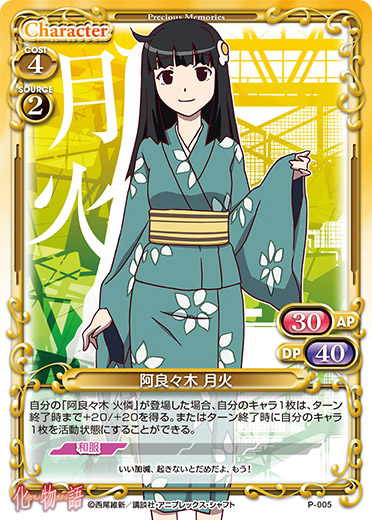 Precious Memories
Character
COST
4
SOURCE
2
月火
30 AP
DP 40
阿良々木 月火
自分の「阿良々木 火憐」が登場した場合、自分のキャラ1枚は、ターン
終了時まで+20/+20を得る。またはターン終了時に自分のキャラ
1枚を活動状態にすることができる。
和服
いい加減、起きないとだめだよ、もう!
化物語
©西尾維新/講談社・アニプレックス・シャフト
P-005